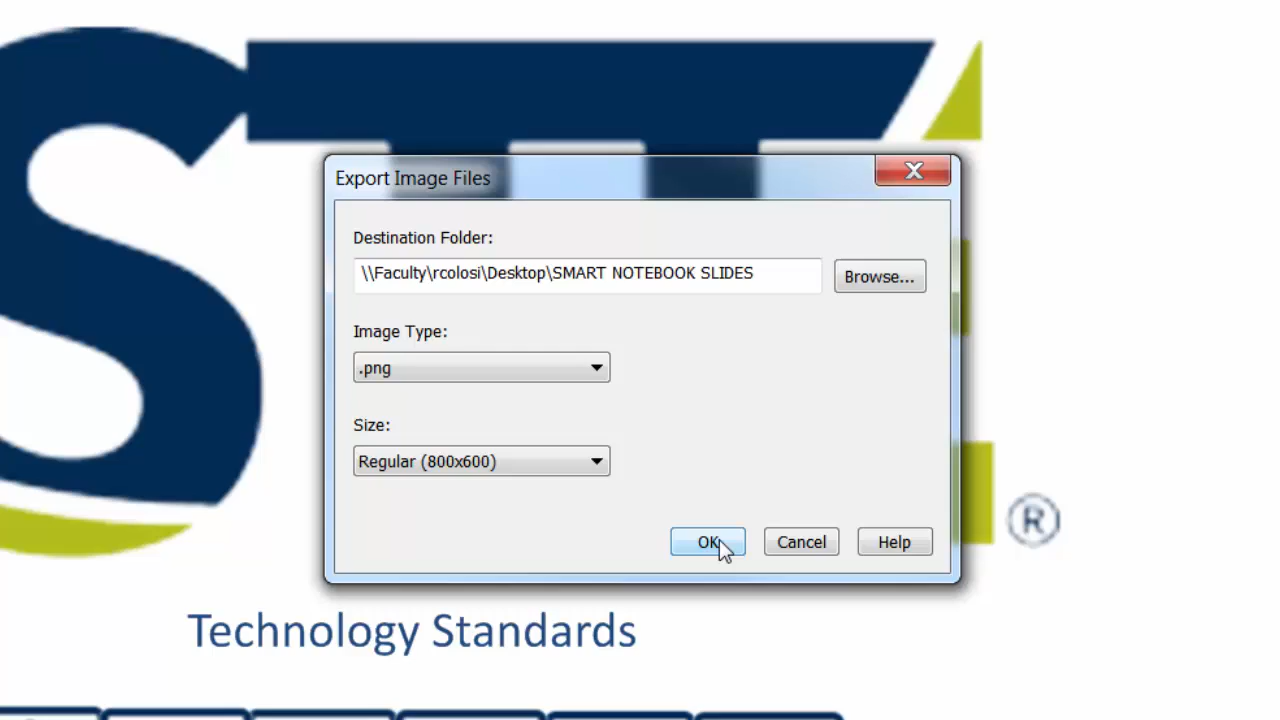 Export Image Files
Destination Folder:
\\Faculty\rcolosi\Desktop\SMART NOTEBOOK SLIDES
Browse...
Image Type:
.png
Size:
Regular (800x600)
OK
Cancel
Help
®
Technology Standards